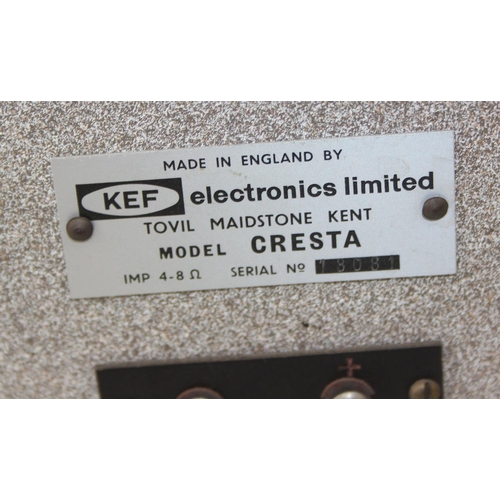 MADE IN ENGLAND BY
KEF electronics limited
TOVIL MAIDSTONE KENT
MODEL CRESTA
IMP 4-8 Ω SERIAL Nº 18081
+